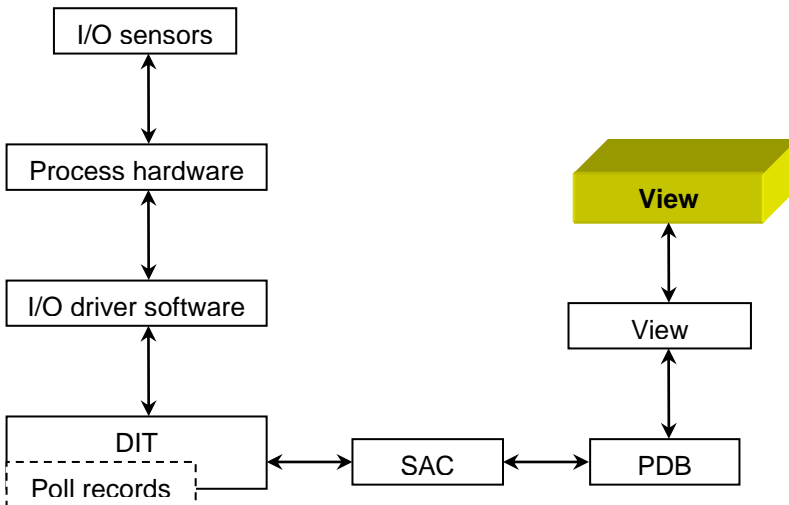 I/O sensors
Process hardware
View
I/O driver software
View
DIT
SAC
PDB
Poll records